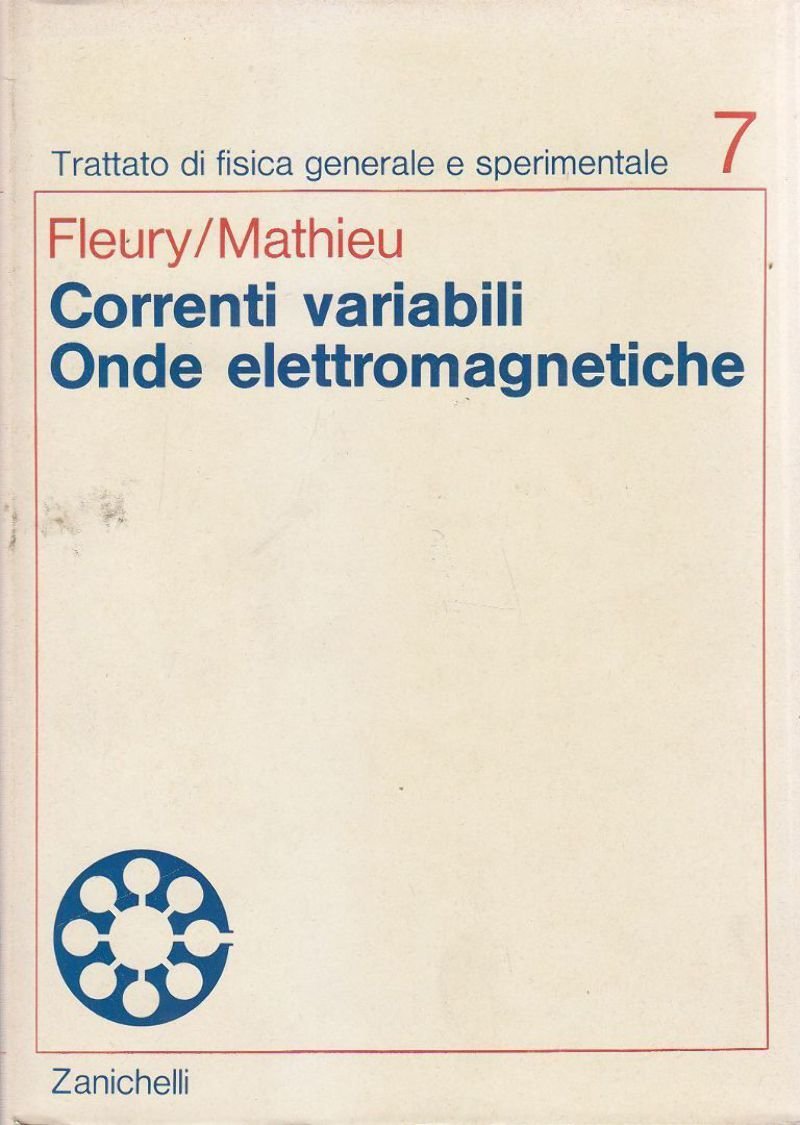 Trattato di fisica generale e sperimentale 7
Fleury/Mathieu
Correnti variabili
Onde elettromagnetiche
Zanichelli